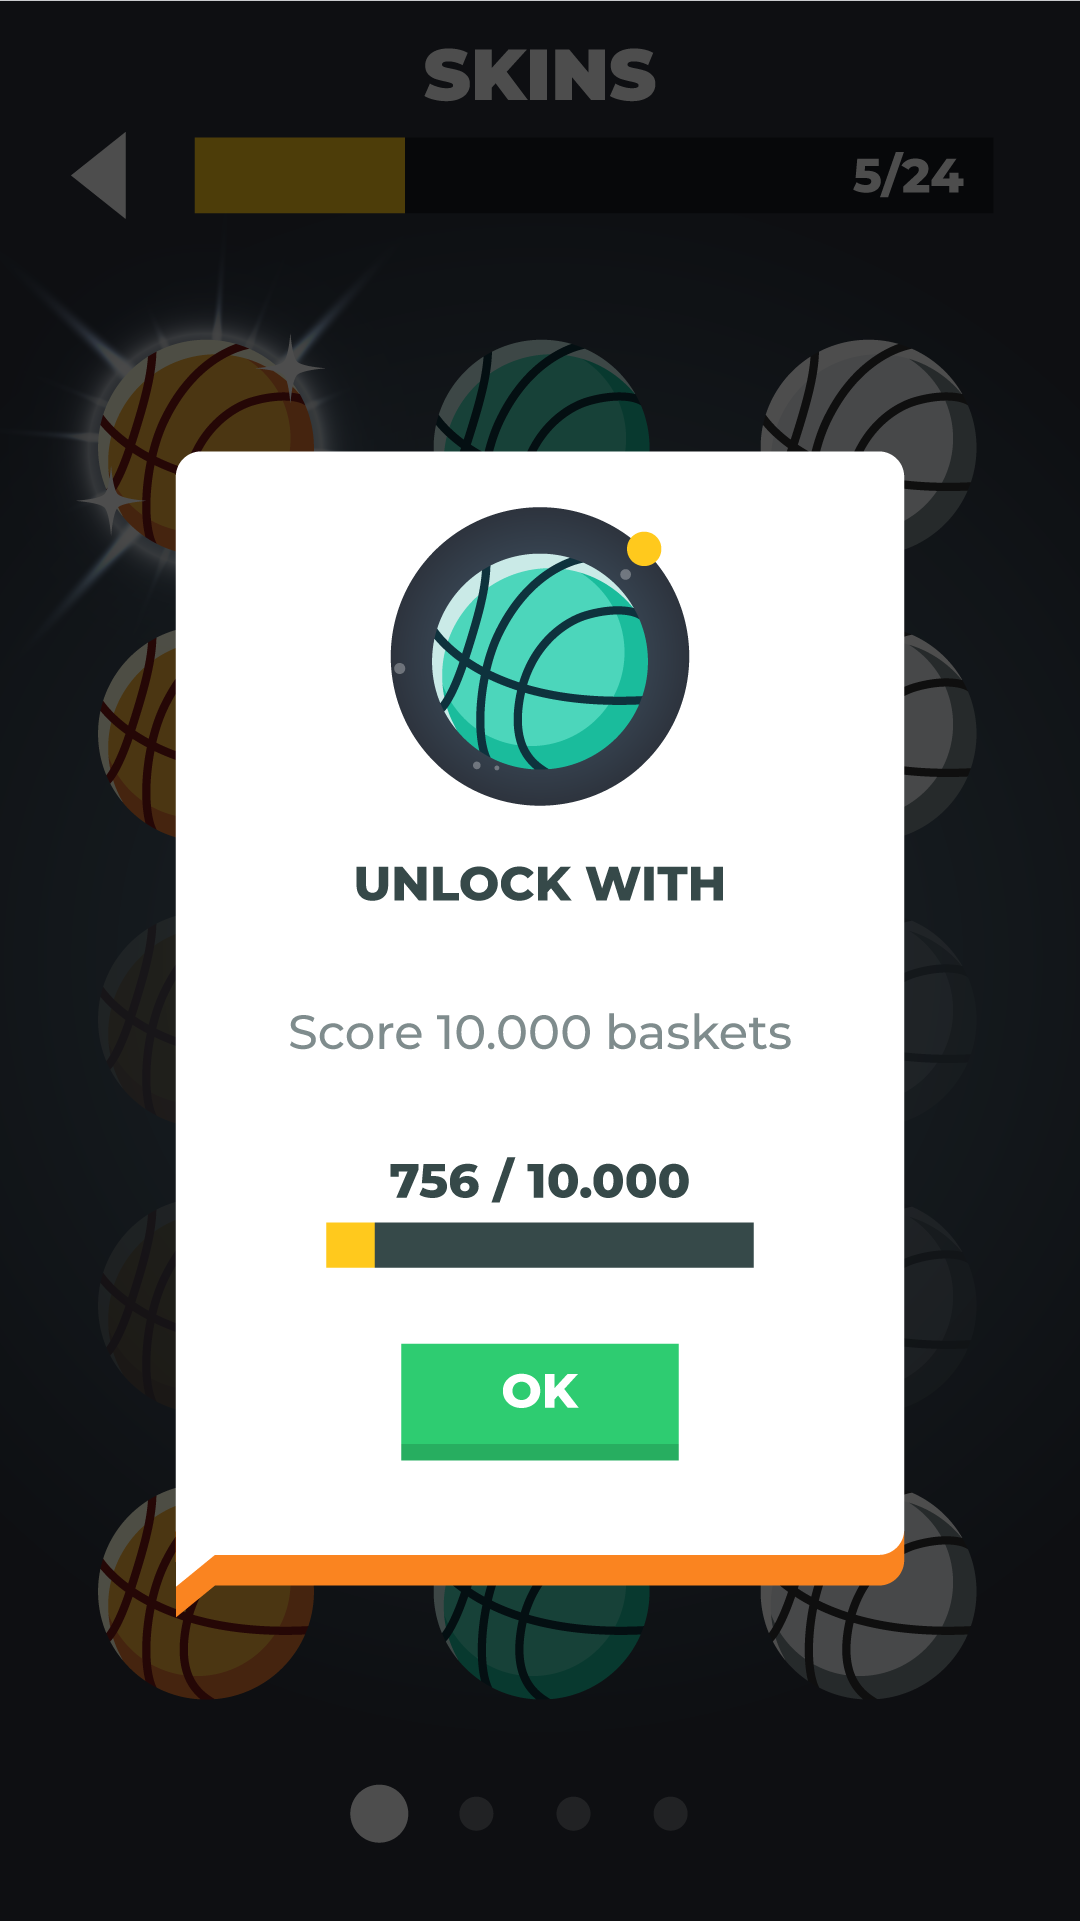 SKINS
5/24
UNLOCK WITH
Score 10.000 baskets
756 / 10.000
OK